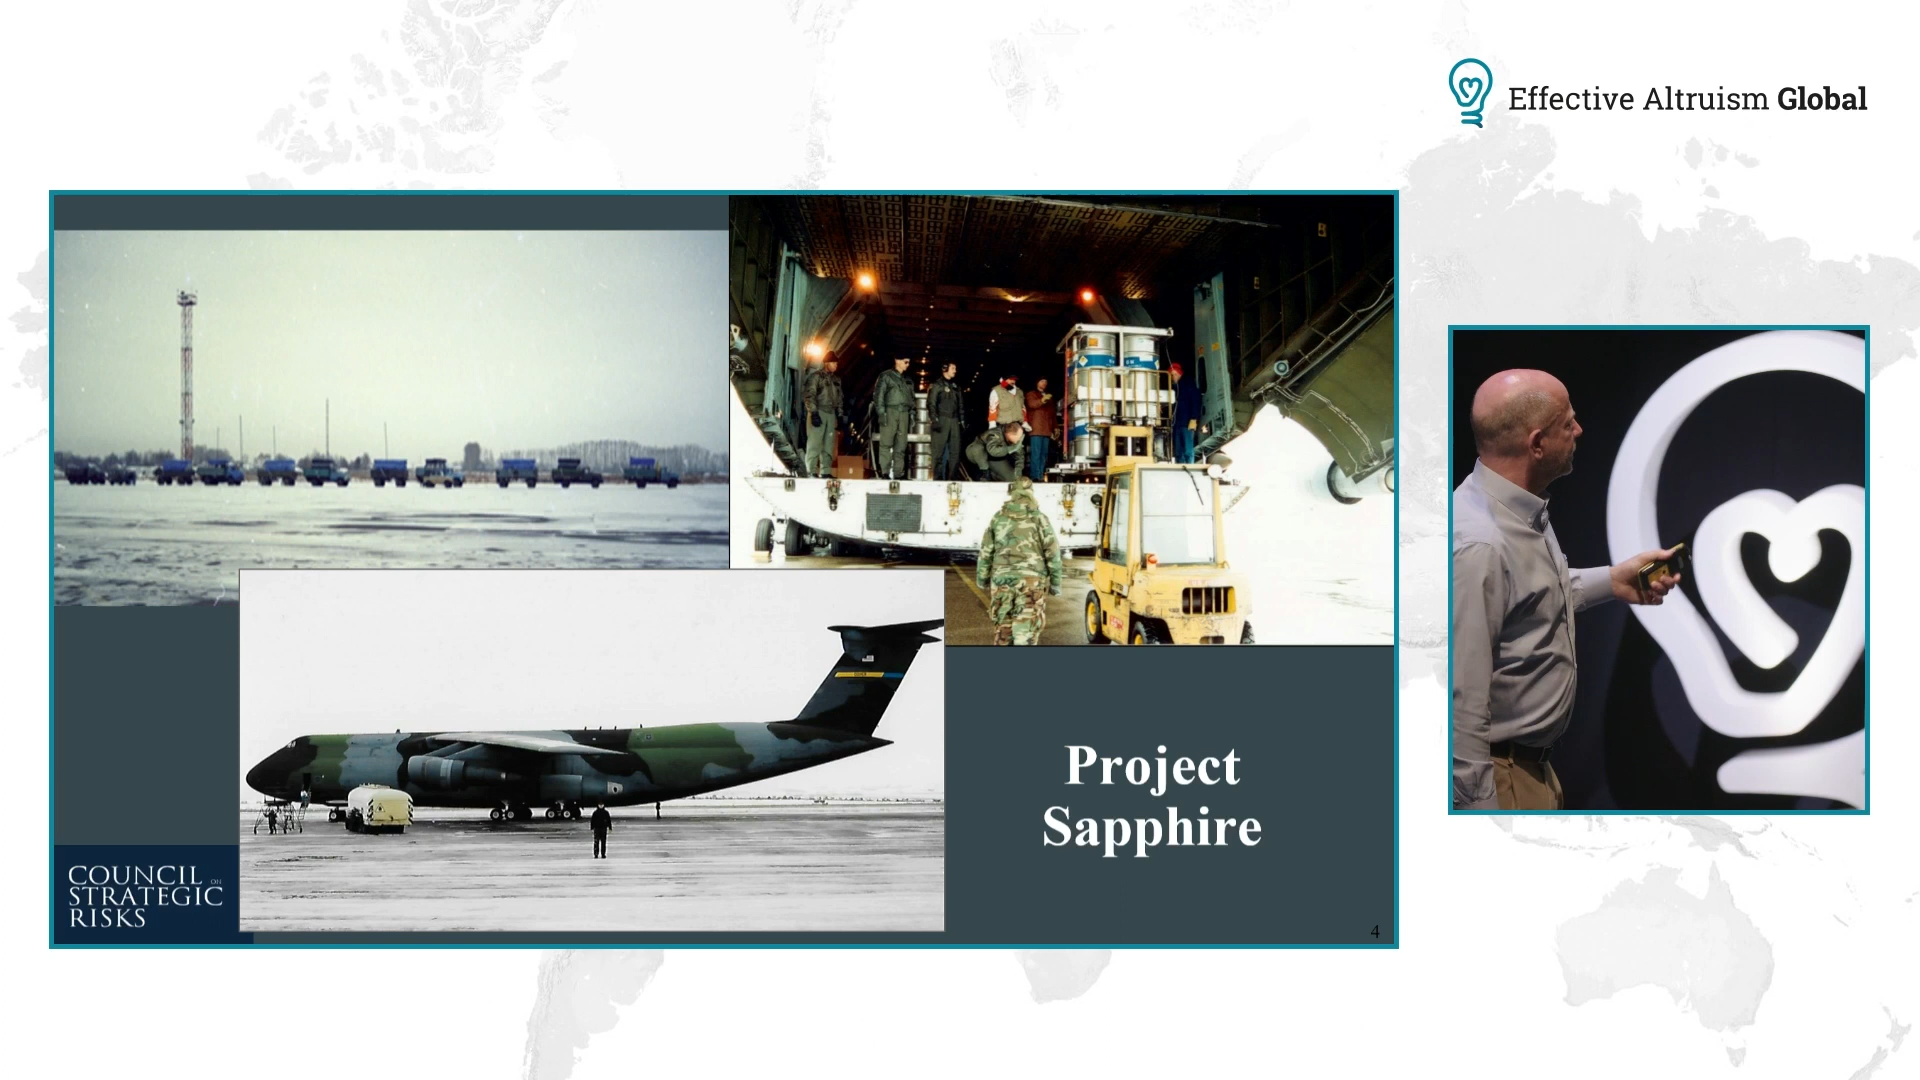 Effective Altruism Global
Project
Sapphire
COUNCIL ON
STRATEGIC
RISKS
4